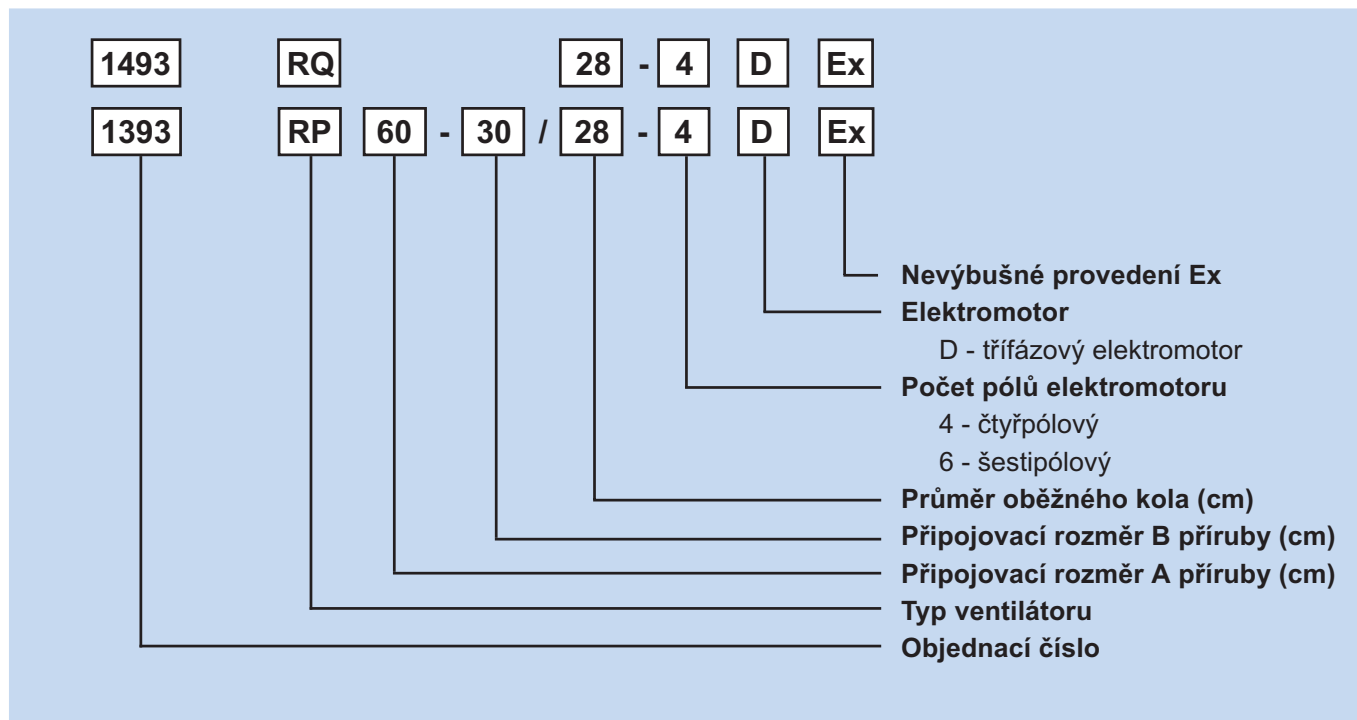 1493 RQ 28 - 4 D Ex
1393 RP 60 - 30 / 28 - 4 D Ex
Nevýbušné provedení Ex
Elektromotor
D - třífázový elektromotor
Počet pólů elektromotoru
4 - čtyřpólový
6 - šestipólový
Průměr oběžného kola (cm)
Připojovací rozměr B příruby (cm)
Připojovací rozměr A příruby (cm)
Typ ventilátoru
Objednací číslo